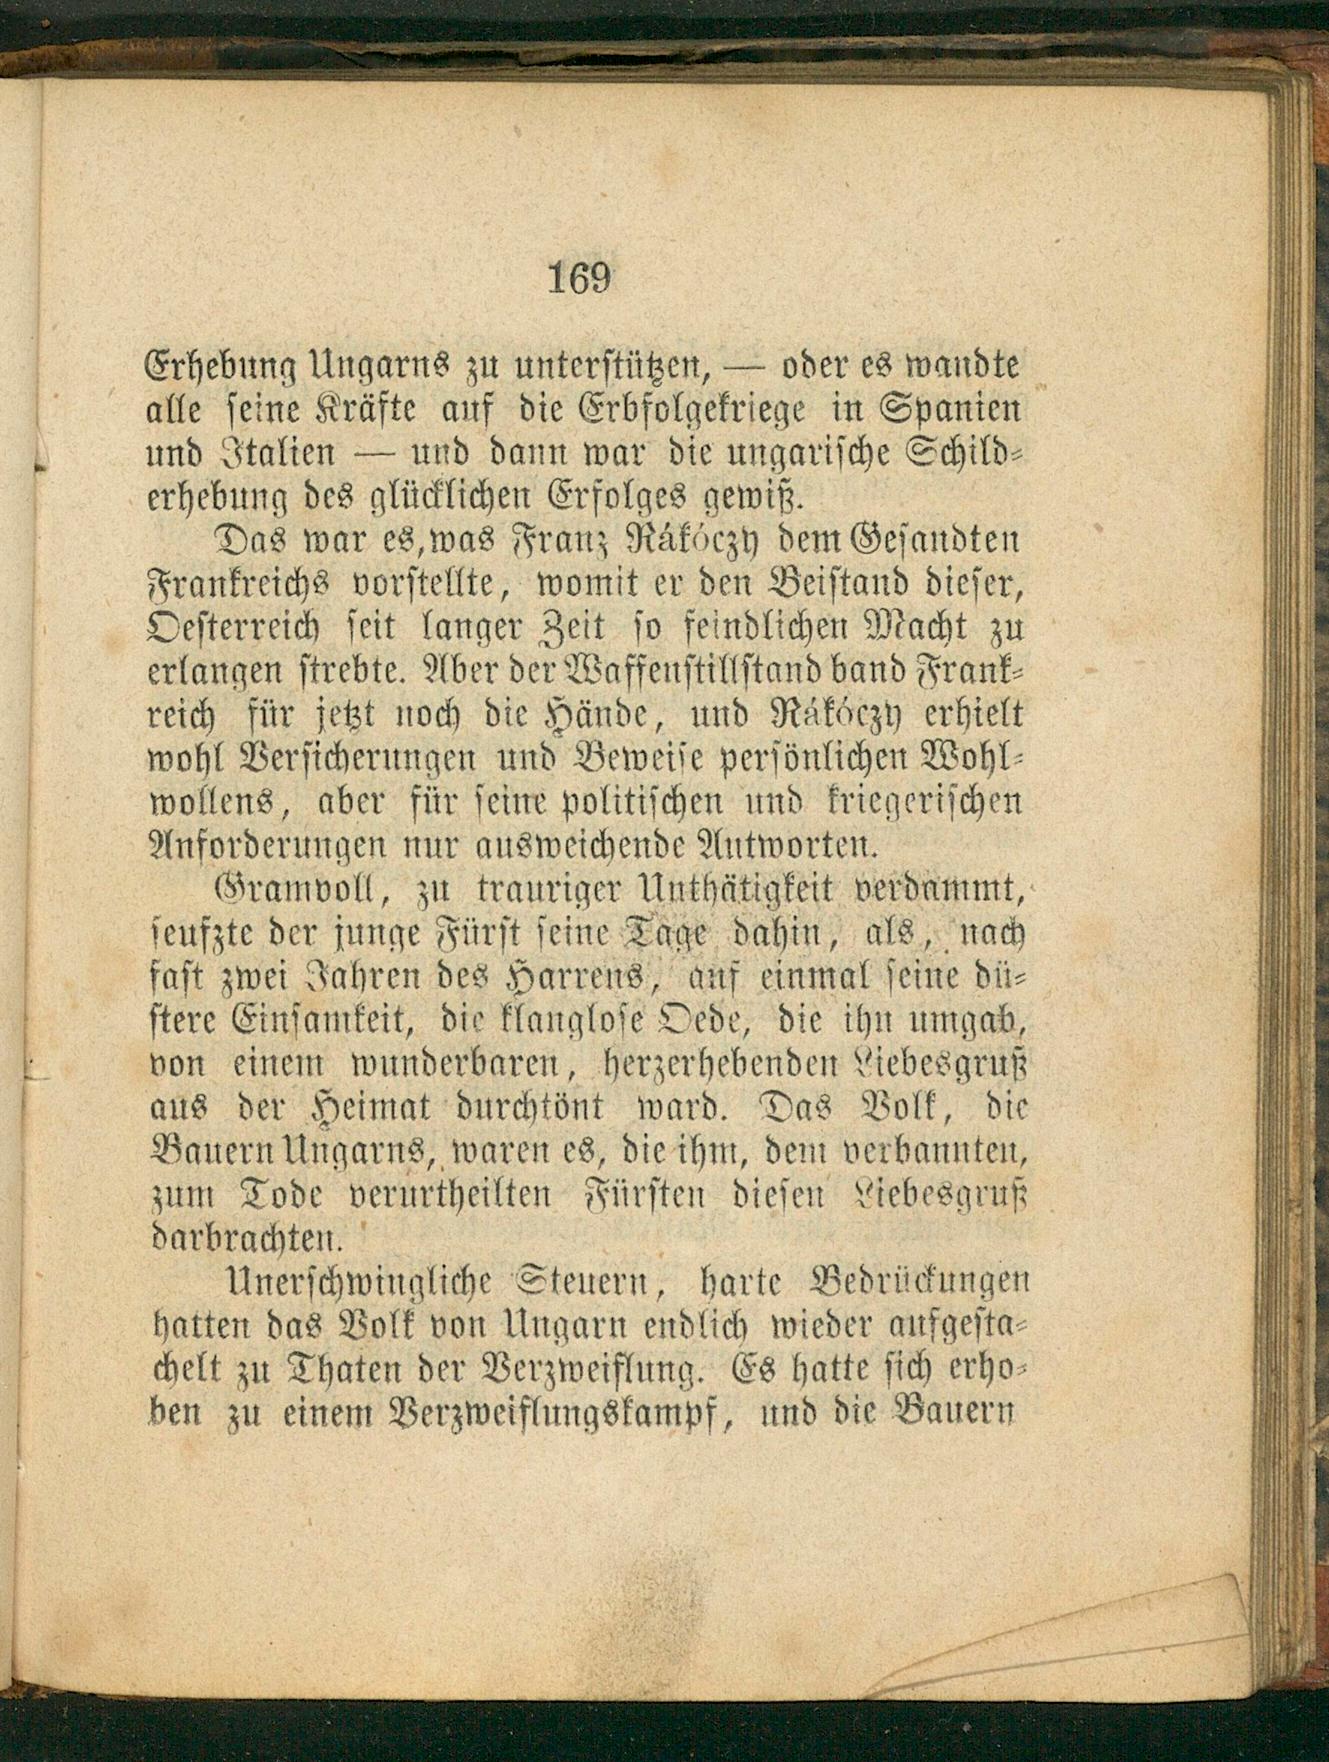 169
Erhebung Ungarns zu unterstützen, — oder es wandte
alle seine Kräfte auf die Erbfolgekriege in Spanien
und Italien — und dann war die ungarische Schild-
erhebung des glücklichen Erfolges gewiß.
Das war es, was Franz Rákóczy dem Gesandten
Frankreichs vorstellte, womit er den Beistand dieser,
Oesterreich seit langer Zeit so feindlichen Macht zu
erlangen strebte. Aber der Waffenstillstand band Frank-
reich für jetzt noch die Hände, und Rákóczy erhielt
wohl Versicherungen und Beweise persönlichen Wohl-
wollens, aber für seine politischen und kriegerischen
Anforderungen nur ausweichende Antworten.
Gramvoll, zu trauriger Unthätigkeit verdammt,
seufzte der junge Fürst seine Tage dahin, als, nach
fast zwei Jahren des Harrens, auf einmal seine dü-
stere Einsamkeit, die klanglose Oede, die ihn umgab,
von einem wunderbaren, herzerhebenden Liebesgruß
aus der Heimat durchtönt ward. Das Volk, die
Bauern Ungarns, waren es, die ihm, dem verbannten,
zum Tode verurtheilten Fürsten diesen Liebesgruß
darbrachten.
Unerschwingliche Steuern, harte Bedrückungen
hatten das Volk von Ungarn endlich wieder aufgesta-
chelt zu Thaten der Verzweiflung. Es hatte sich erho-
ben zu einem Verzweiflungskampf, und die Bauern